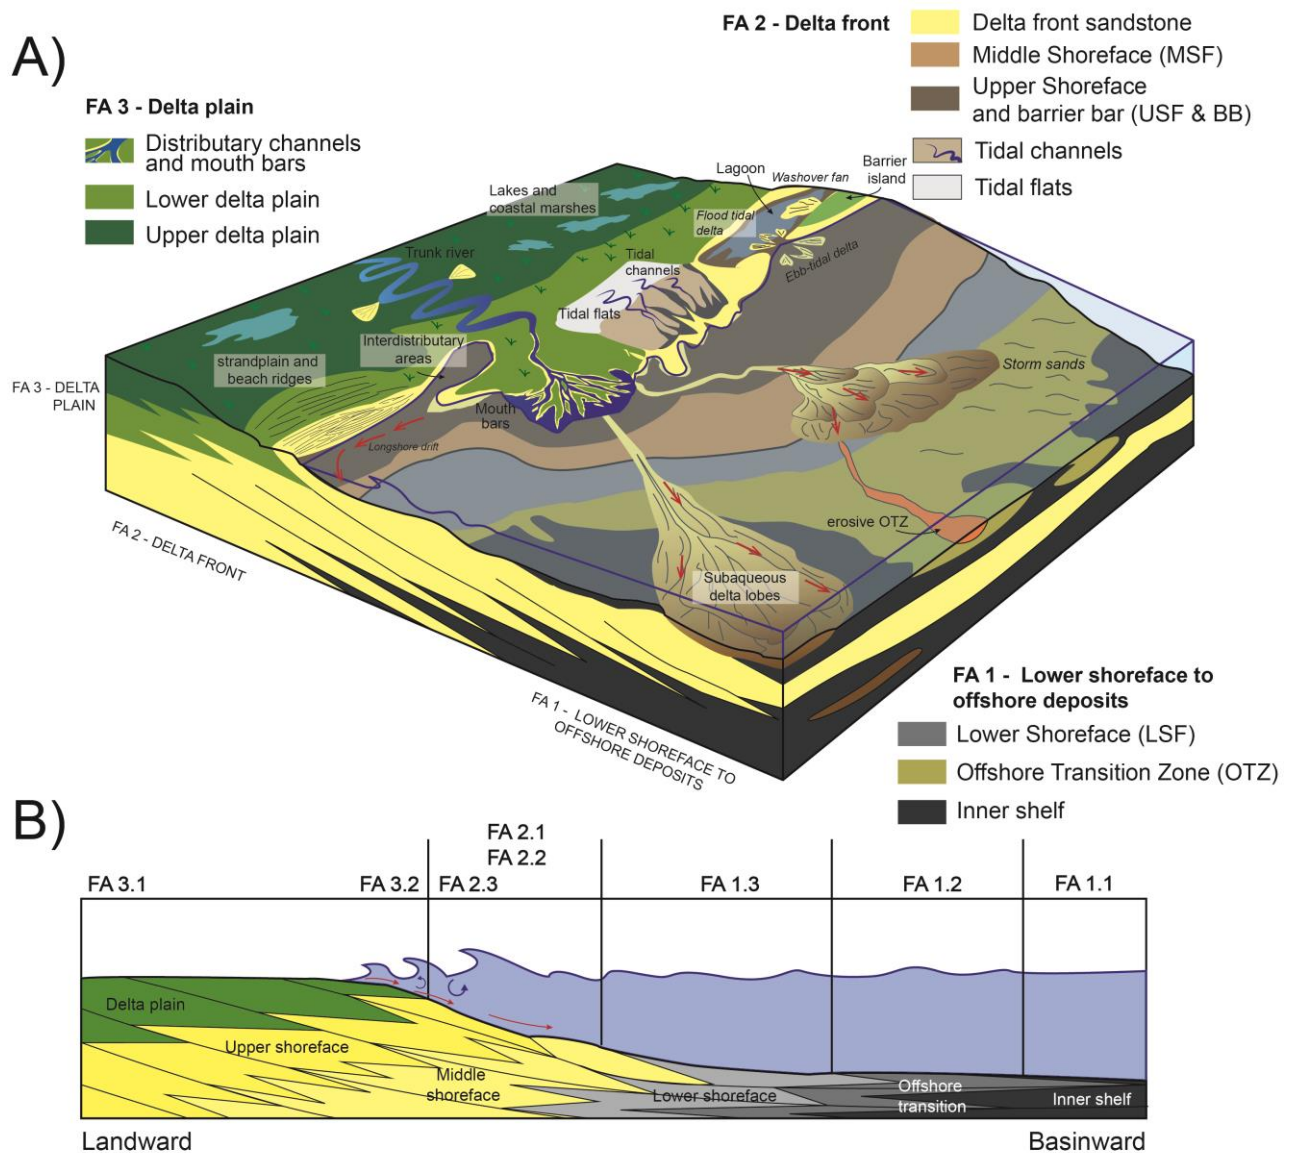 A)
FA 2 - Delta front
Delta front sandstone
Middle Shoreface (MSF)
Upper Shoreface
and barrier bar (USF & BB)
Tidal channels
Tidal flats
FA 3 - Delta plain
Distributary channels
and mouth bars
Lower delta plain
Upper delta plain
Lakes and
coastal marshes
Lagoon
Washover fan
Barrier
island
Flood tidal
delta
Ebb-tidal delta
Trunk river
Tidal
channels
Tidal flats
Interdistributary
areas
strandplain and
beach ridges
Mouth
bars
Longshore drift
Storm sands
erosive OTZ
Subaqueous
delta lobes
FA 3 - DELTA
PLAIN
FA 2 - DELTA FRONT
FA 1 - LOWER SHOREFACE TO
OFFSHORE DEPOSITS
FA 1 - Lower shoreface to
offshore deposits
Lower Shoreface (LSF)
Offshore Transition Zone (OTZ)
Inner shelf
B)
FA 2.1
FA 2.2
FA 3.1
FA 3.2
FA 2.3
FA 1.3
FA 1.2
FA 1.1
Delta plain
Upper shoreface
Middle
shoreface
Lower shoreface
Offshore
transition
Inner shelf
Landward
Basinward